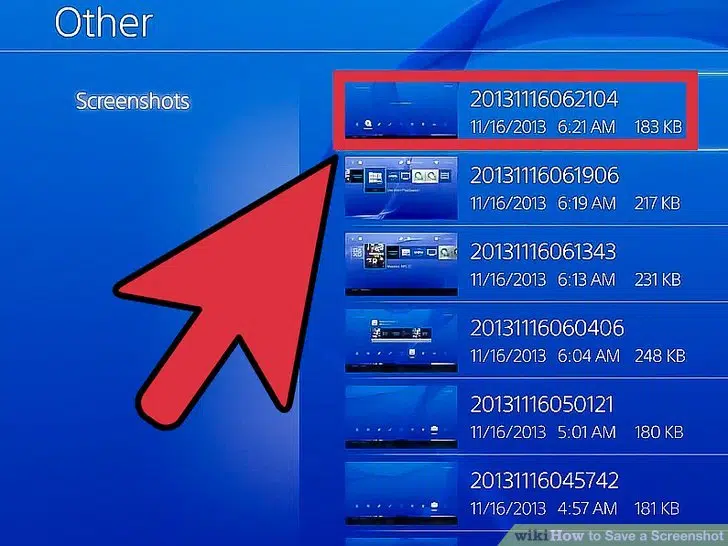 Other
Screenshots
20131116062104
11/16/2013 6:21 AM 183 KB
20131116061906
11/16/2013 6:19 AM 217 KB
20131116061343
11/16/2013 6:13 AM 231 KB
20131116060406
11/16/2013 6:04 AM 248 KB
20131116050121
11/16/2013 5:01 AM 180 KB
20131116045742
11/16/2013 4:57 AM 181 KB
wikiHow to Save a Screenshot